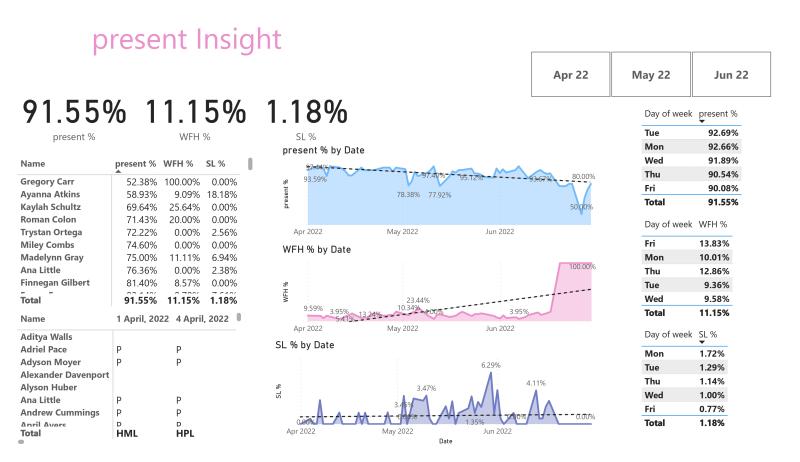 present Insight
Apr 22 May 22 Jun 22
91.55% 11.15% 1.18%
present % WFH % SL %
Name present % WFH % SL %
Gregory Carr 52.38% 100.00% 0.00%
Ayanna Atkins 58.93% 9.09% 18.18%
Kaylah Schultz 69.64% 25.64% 0.00%
Roman Colon 71.43% 20.00% 0.00%
Trystan Ortega 72.22% 0.00% 2.56%
Miley Combs 74.60% 0.00% 0.00%
Madelynn Gray 75.00% 11.11% 6.94%
Ana Little 76.36% 0.00% 2.38%
Finnegan Gilbert 81.40% 8.57% 0.00%
Total 91.55% 11.15% 1.18%
Name 1 April, 2022 4 April, 2022
Aditya Walls
Adriel Pace P P
Adyson Moyer P P
Alexander Davenport
Alyson Huber
Ana Little P P
Andrew Cummings P P
April Avers
Total HML HPL
present % by Date
present %
93.59%
78.38% 77.92%
80.00%
Apr 2022 May 2022 Jun 2022
WFH % by Date
WFH %
9.59% 3.95%
10.34%
23.44%
3.95%
100.00%
Apr 2022 May 2022 Jun 2022
SL % by Date
SL %
3.47%
6.29%
1.35%
4.11%
0.00%
Apr 2022 May 2022 Jun 2022
Date
Day of week present %
Tue 92.69%
Mon 92.66%
Wed 91.89%
Thu 90.54%
Fri 90.08%
Total 91.55%
Day of week WFH %
Fri 13.83%
Mon 10.01%
Thu 12.86%
Tue 9.36%
Wed 9.58%
Total 11.15%
Day of week SL %
Mon 1.72%
Tue 1.29%
Thu 1.14%
Wed 1.00%
Fri 0.77%
Total 1.18%